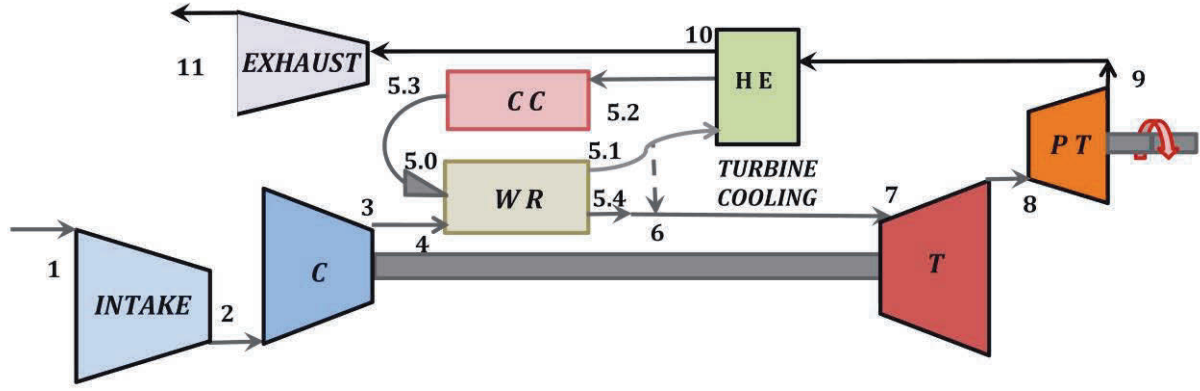 10
11
EXHAUST
5.3
C C
5.2
H E
9
P T
5.0
5.1
W R
5.4
TURBINE
COOLING
7
8
3
4
6
1
INTAKE
2
C
T